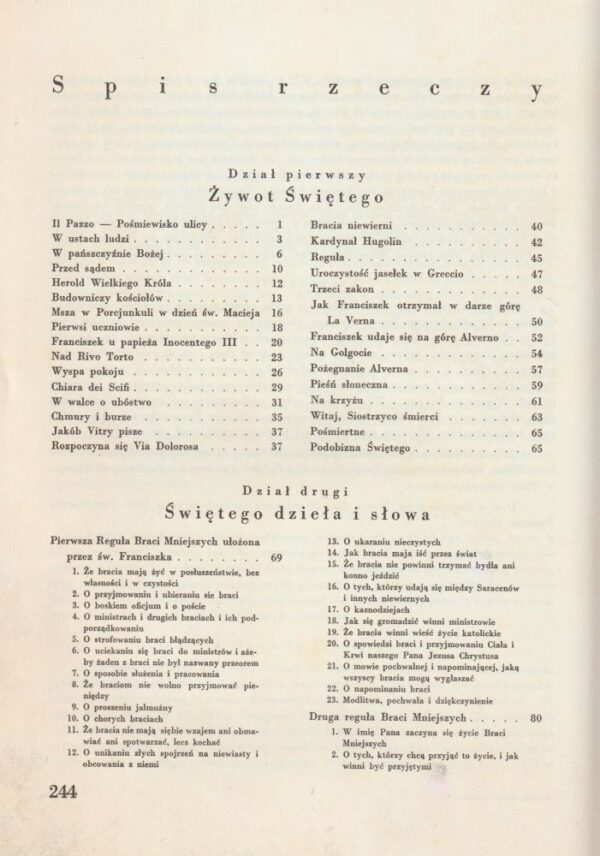 Spis rzeczy
Dział pierwszy
Żywot Świętego
Il Pazzo — Pośmiewisko ulicy . . . . . 1
W ustach ludzi . . . . . . . . . . . 3
W pańszczyźnie Bożej . . . . . . . . . 6
Przed sądem . . . . . . . . . . . . 10
Herold Wielkiego Króla . . . . . . . . 12
Budowniczy kościołów . . . . . . . . . 13
Msza w Porcjunkuli w dzień św. Macieja 16
Pierwsi uczniowie . . . . . . . . . . 18
Franciszek u papieża Inocentego III . . 20
Nad Rivo Torto . . . . . . . . . . . 23
Wyspa pokoju . . . . . . . . . . . . 26
Chiara dei Scifi . . . . . . . . . . . 29
W walce o ubóstwo . . . . . . . . . . 31
Chmury i burze . . . . . . . . . . . 35
Jakób Vitry pisze . . . . . . . . . . 37
Rozpoczyna się Via Dolorosa . . . . . 37
Bracia niewierni . . . . . . . . . . . 40
Kardynał Hugolin . . . . . . . . . . 42
Reguła . . . . . . . . . . . . . . . 45
Uroczystość jasełek w Greccio . . . . . 47
Trzeci zakon . . . . . . . . . . . . 48
Jak Franciszek otrzymał w darze górę
La Verna . . . . . . . . . . . . . 50
Franciszek udaje się na górę Alverno . . 52
Na Golgocie . . . . . . . . . . . . 54
Pożegnanie Alverna . . . . . . . . . 57
Pieśń słoneczna . . . . . . . . . . . 59
Na krzyżu . . . . . . . . . . . . . 61
Witaj, Siostrzyco śmierci . . . . . . . 63
Pośmiertne . . . . . . . . . . . . . 65
Podobizna Świętego . . . . . . . . . . 65
Dział drugi
Świętego dzieła i słowa
Pierwsza Reguła Braci Mniejszych ułożona
przez św. Franciszka . . . . . . . . 69
1. Że bracia mają żyć w posłuszeństwie, bez
własności i w czystości
2. O przyjmowaniu i ubieraniu sie braci
3. O boskiem oficjum i o poście
4. O ministrach i drugich braciach i ich pod-
porządkowaniu
5. O strofowaniu braci błądzących
6. O uciekaniu się braci do ministrów i aże-
by żaden z braci nie był nazwany przeorem
7. O sposobie służenia i pracowania
8. Że braciom nie wolno przyjmować pie-
niędzy
9. O proszeniu jałmużny
10. O chorych braciach
11. Że bracia nie mają siębie wzajem ani obma-
wiać ani spotwarzać, lecz kochać
12. O unikaniu złych spojrzeń na niewiasty i
obcowania z niemi
13. O ukaraniu nieczystych
14. Jak bracia maja iść przez świat
15. Że bracia nie powinni trzymać bydła ani
konno jeździć
16. O tych, którzy udają się między Saracenów
i innych niewiernych
17. O kaznodziejach
18. Jak się gromadzić winni ministrowie
19. Że bracia winni wieść życie katolickie
20. O spowiedzi braci i przyjmowaniu Ciała i
Krwi naszego Pana Jezusa Chrystusa
21. O mowie pochwalnej i napominającej, jaką
wszyscy bracia mogą wygłaszać
22. O napominaniu braci
23. Modlitwa, pochwała i dziękczynienie
Druga reguła Braci Mniejszych . . . . . 80
1. W imię Pana zaczyna się życie Braci
Mniejszych
2. O tych, którzy chcą przyjąć to życie, i jak
winni być przyjętymi
244